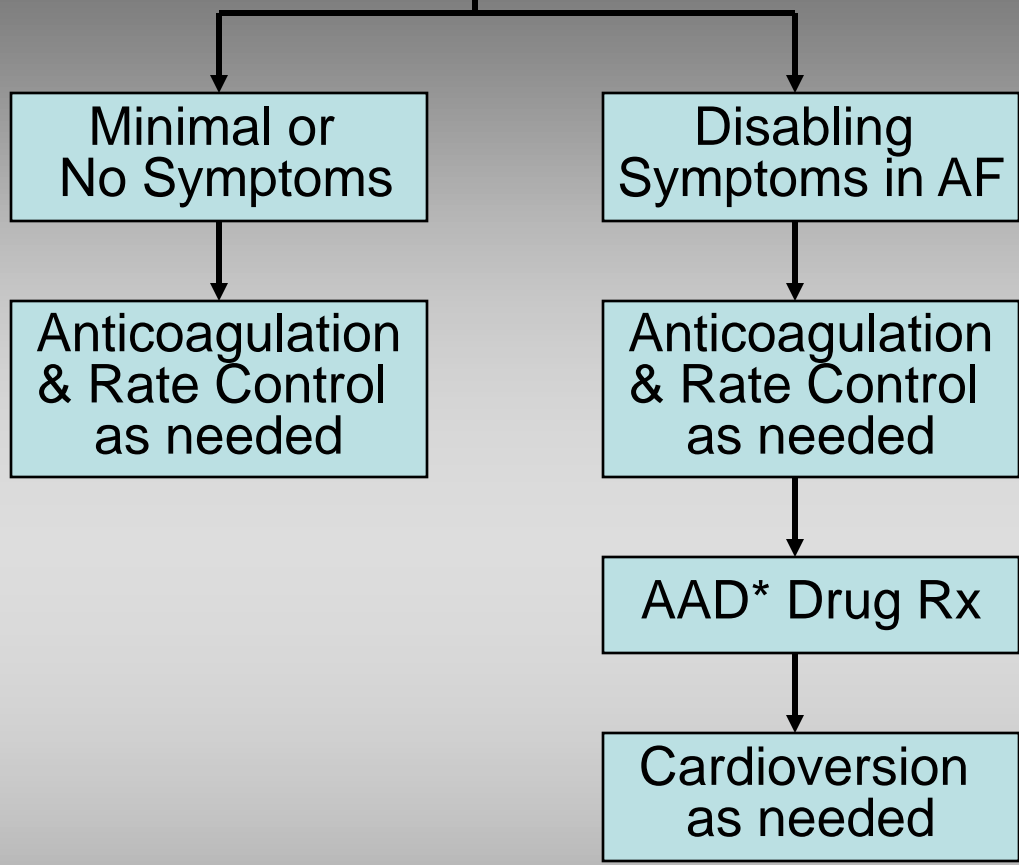 Minimal or
No Symptoms
Disabling
Symptoms in AF
Anticoagulation
& Rate Control
as needed
Anticoagulation
& Rate Control
as needed
AAD* Drug Rx
Cardioversion
as needed